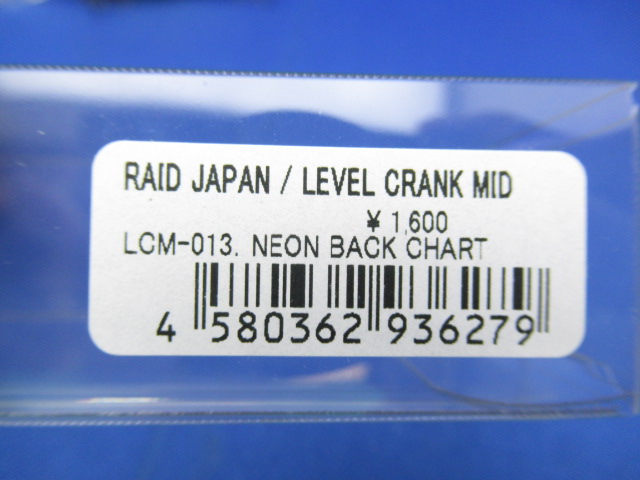 RAID JAPAN / LEVEL CRANK MID
¥ 1,600
LCM-013. NEON BACK CHART
4 580362 936279